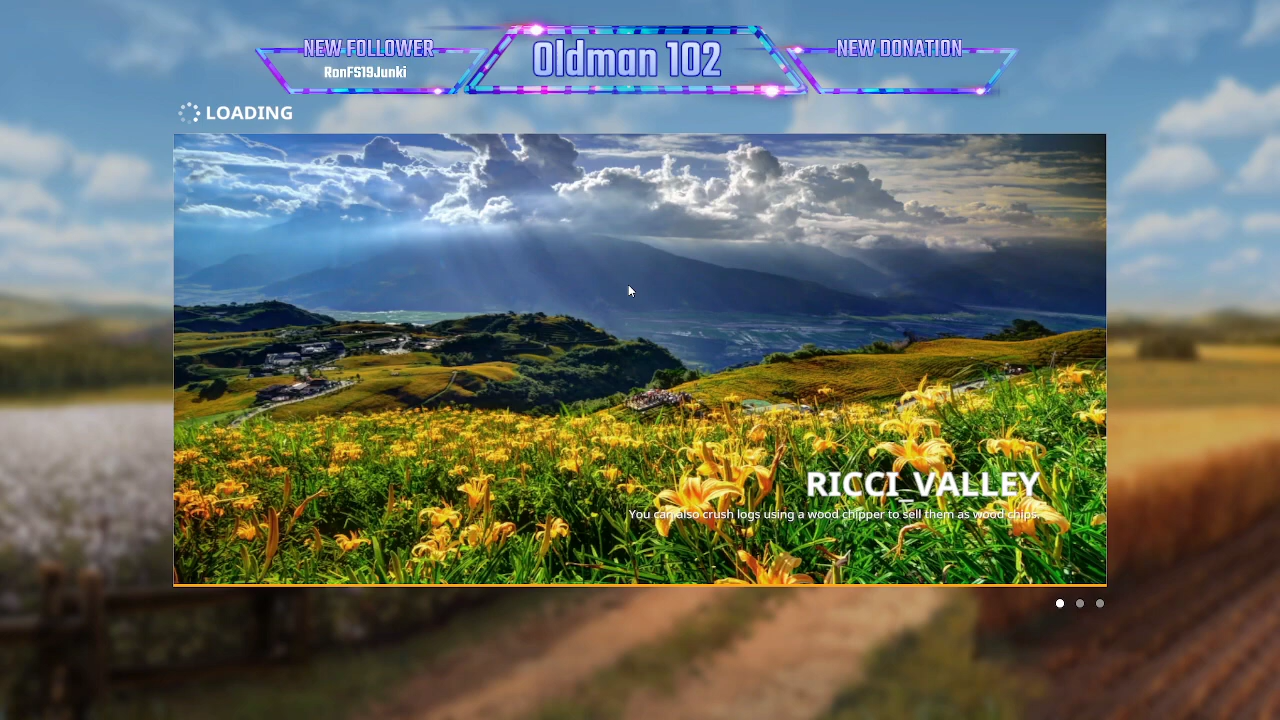 NEW FOLLOWER
RonFS19Junki
Oldman 102
NEW DONATION
LOADING
RICCI_VALLEY
You can also crush logs using a wood chipper to sell them as wood chips.